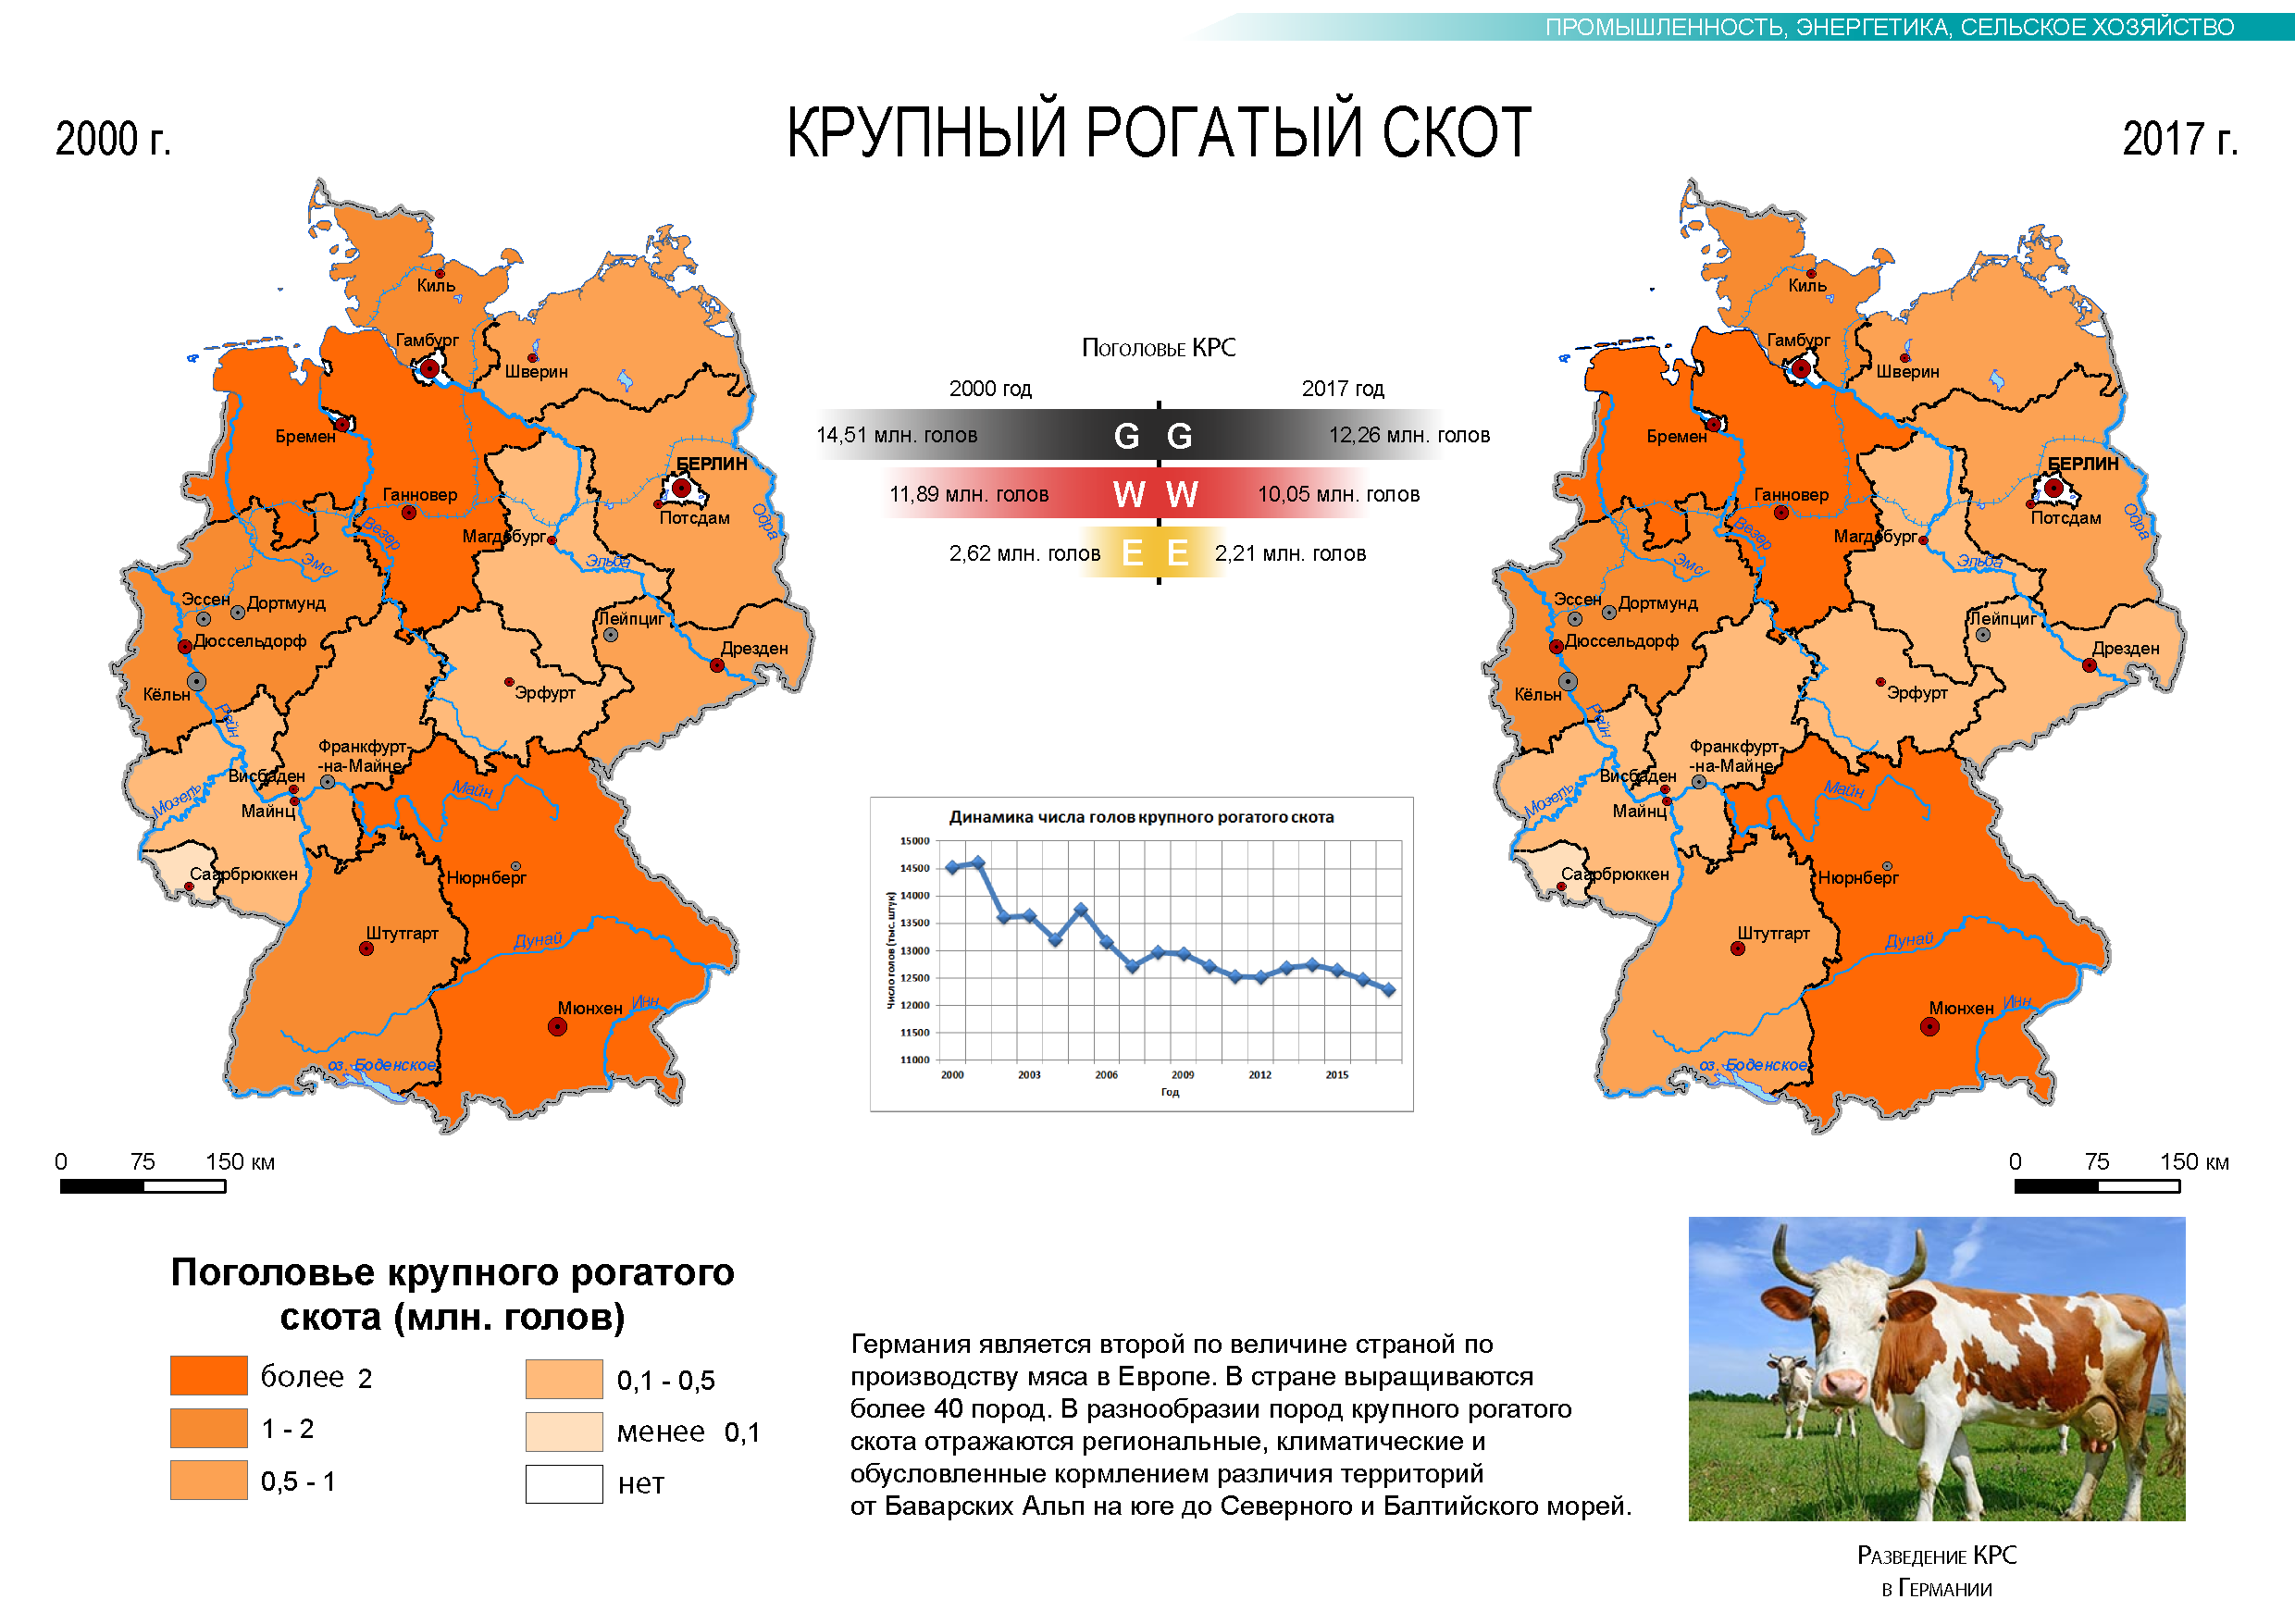 ПРОМЫШЛЕННОСТЬ, ЭНЕРГЕТИКА, СЕЛЬСКОЕ ХОЗЯЙСТВО
КРУПНЫЙ РОГАТЫЙ СКОТ
2000 г.
2017 г.
Киль
Гамбург
Шверин
Бремен
БЕРЛИН
Ганновер
Потсдам
Одра
Везер
Магдебург
Эмс
Эльба
Эссен
Дортмунд
Лейпциг
Дюссельдорф
Дрезден
Кёльн
Эрфурт
Рейн
Франкфурт-
-на-Майне
Висбаден
Мозель
Майн
Майнц
Саарбрюккен
Нюрнберг
Штутгарт
Дунай
Мюнхен
Инн
оз. Боденское
0 75 150 км
Поголовье КРС
2000 год 2017 год
14,51 млн. голов G G 12,26 млн. голов
11,89 млн. голов W W 10,05 млн. голов
2,62 млн. голов E E 2,21 млн. голов
Динамика числа голов крупного рогатого скота
Число голов (тыс. штук)
15000
14500
14000
13500
13000
12500
12000
11500
11000
2000 2003 2006 2009 2012 2015
Год
Киль
Гамбург
Шверин
Бремен
БЕРЛИН
Ганновер
Потсдам
Одра
Везер
Магдебург
Эмс
Эльба
Эссен
Дортмунд
Лейпциг
Дюссельдорф
Дрезден
Кёльн
Эрфурт
Рейн
Франкфурт-
-на-Майне
Висбаден
Мозель
Майн
Майнц
Саарбрюккен
Нюрнберг
Штутгарт
Дунай
Мюнхен
Инн
оз. Боденское
0 75 150 км
Поголовье крупного рогатого
скота (млн. голов)
более 2
1 - 2
0,5 - 1
0,1 - 0,5
менее 0,1
нет
Германия является второй по величине страной по
производству мяса в Европе. В стране выращиваются
более 40 пород. В разнообразии пород крупного рогатого
скота отражаются региональные, климатические и
обусловленные кормлением различия территорий
от Баварских Альп на юге до Северного и Балтийского морей.
Разведение КРС
в Германии